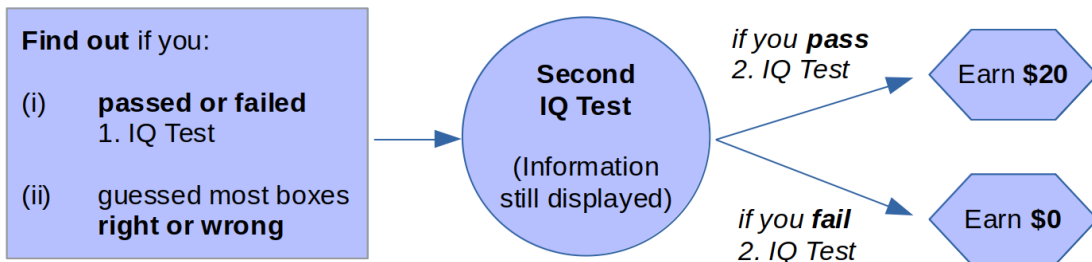 Find out if you:
(i) passed or failed
1. IQ Test
(ii) guessed most boxes
right or wrong
Second
IQ Test
(Information
still displayed)
if you pass
2. IQ Test
Earn $20
if you fail
2. IQ Test
Earn $0